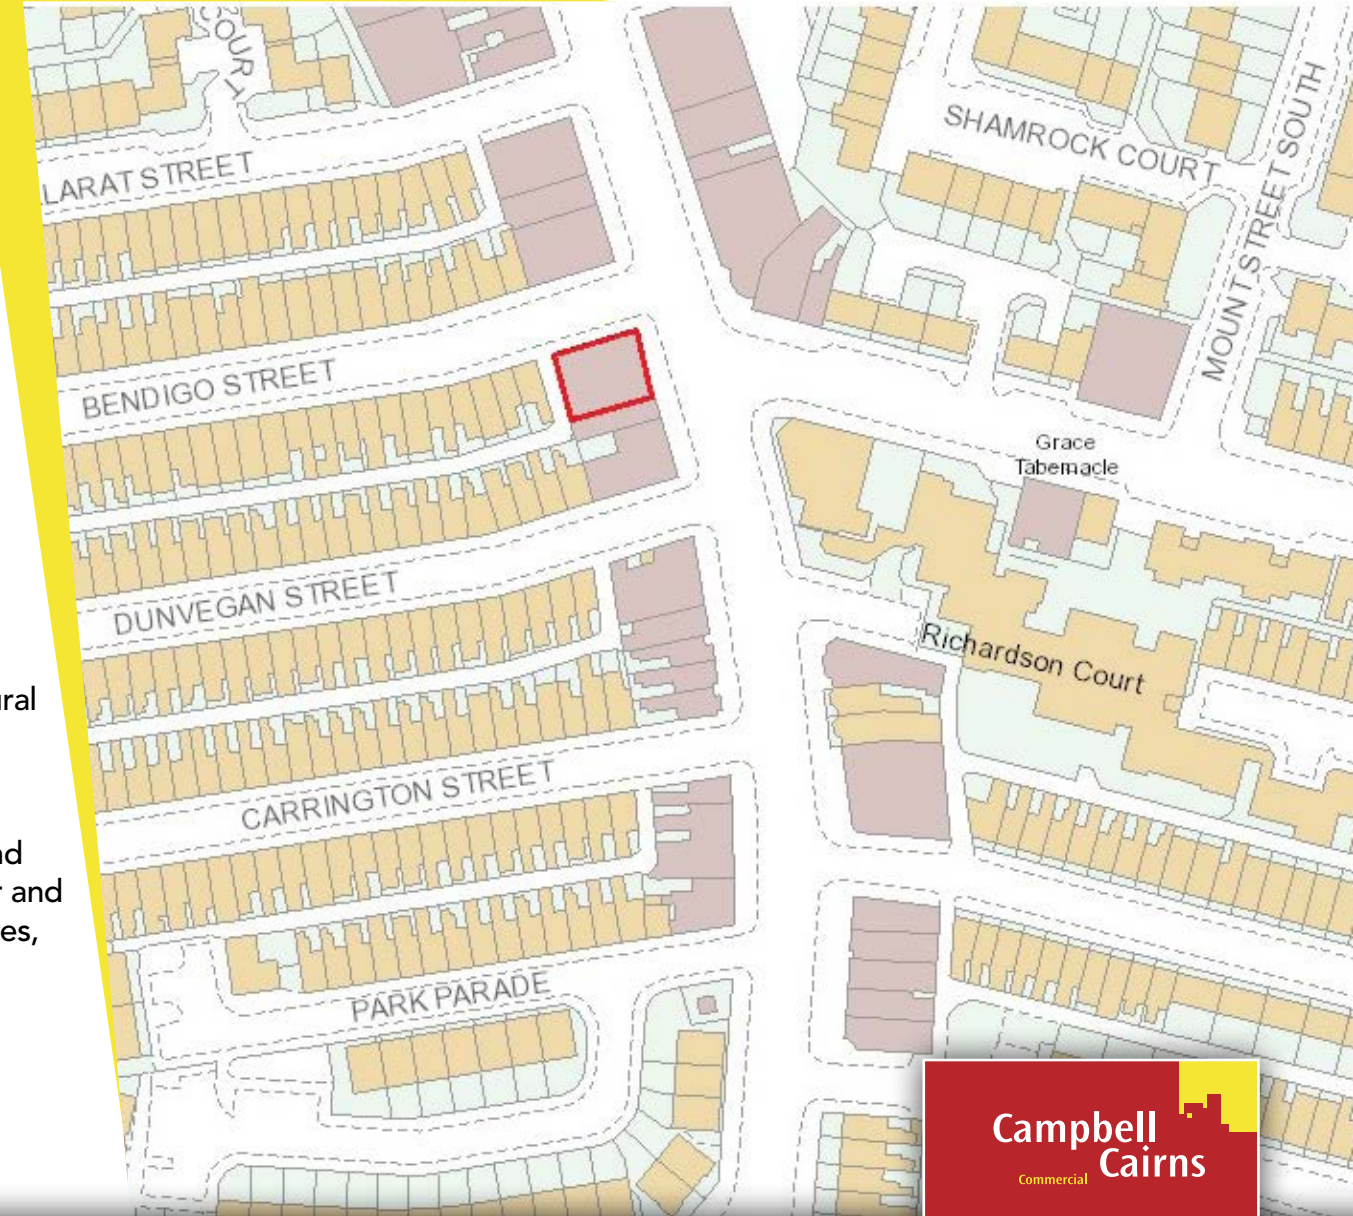 COURT
LARAT STREET
SHAMROCK COURT
MOUNT STREET SOUTH
BENDIGO STREET
Grace
Tabernacle
DUNVEGAN STREET
Richardson Court
ural
CARRINGTON STREET
nd
r and
es,
PARK PARADE
Campbell
Cairns
Commercial